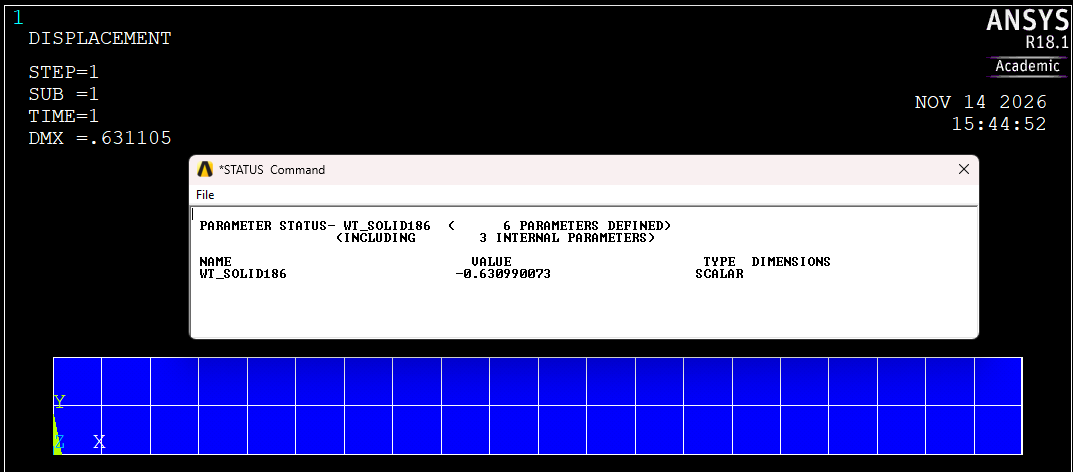 1
DISPLACEMENT
STEP=1
SUB =1
TIME=1
DMX =.631105
ANSYS
R18.1
Academic
NOV 14 2026
15:44:52
*STATUS Command
File
PARAMETER STATUS- WT_SOLID186 ( 6 PARAMETERS DEFINED)
(INCLUDING 3 INTERNAL PARAMETERS)
NAME VALUE TYPE DIMENSIONS
WT_SOLID186 -0.630990073 SCALAR
Y
Z X